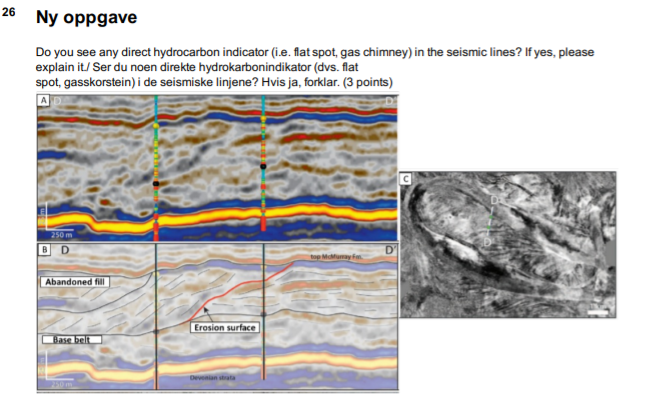 26 Ny oppgave
Do you see any direct hydrocarbon indicator (i.e. flat spot, gas chimney) in the seismic lines? If yes, please
explain it./ Ser du noen direkte hydrokarbonindikator (dvs. flat
spot, gasskorstein) i de seismiske linjene? Hvis ja, forklar. (3 points)
A D D
250 m
B D D'
top McMurray Fm.
Abandoned fill
Erosion surface
Base belt
Devonian strata
250 m
C
D'
D